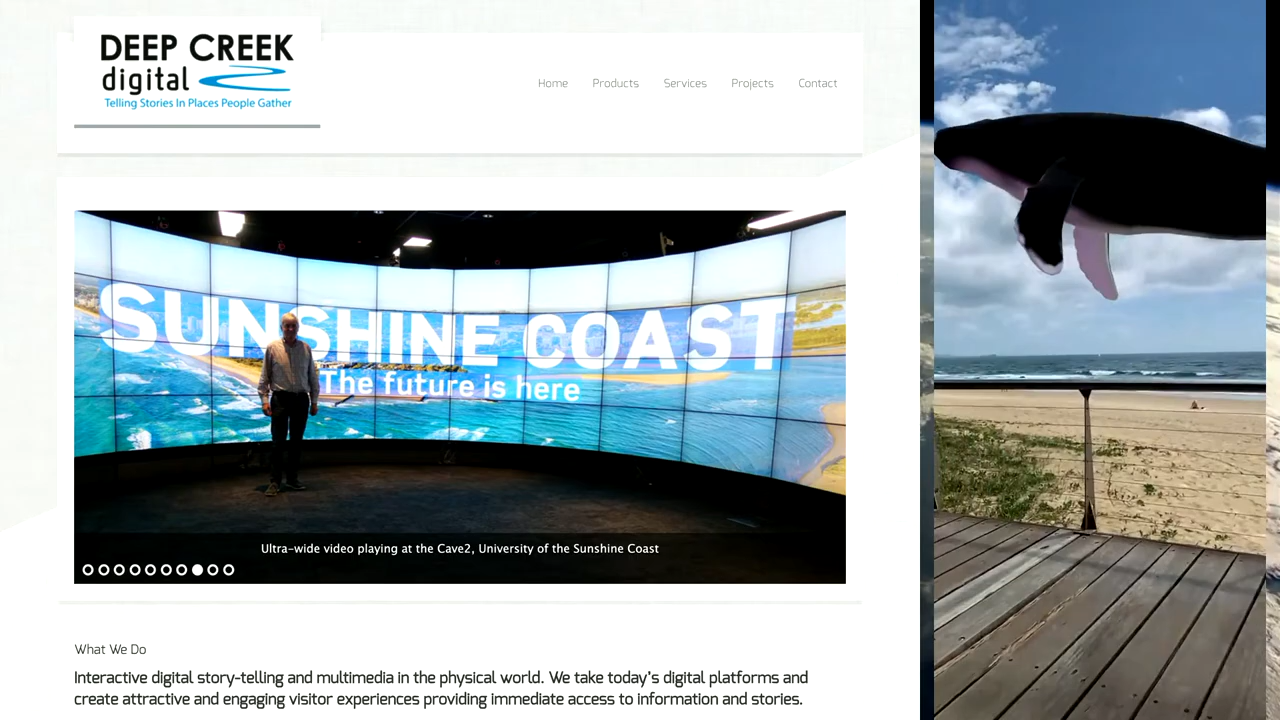 DEEP CREEK
digital
Telling Stories In Places People Gather
Home Products Services Projects Contact
SUNSHINE COAST
The future is here
Ultra-wide video playing at the Cave2, University of the Sunshine Coast
What We Do
Interactive digital story-telling and multimedia in the physical world. We take today's digital platforms and
create attractive and engaging visitor experiences providing immediate access to information and stories.